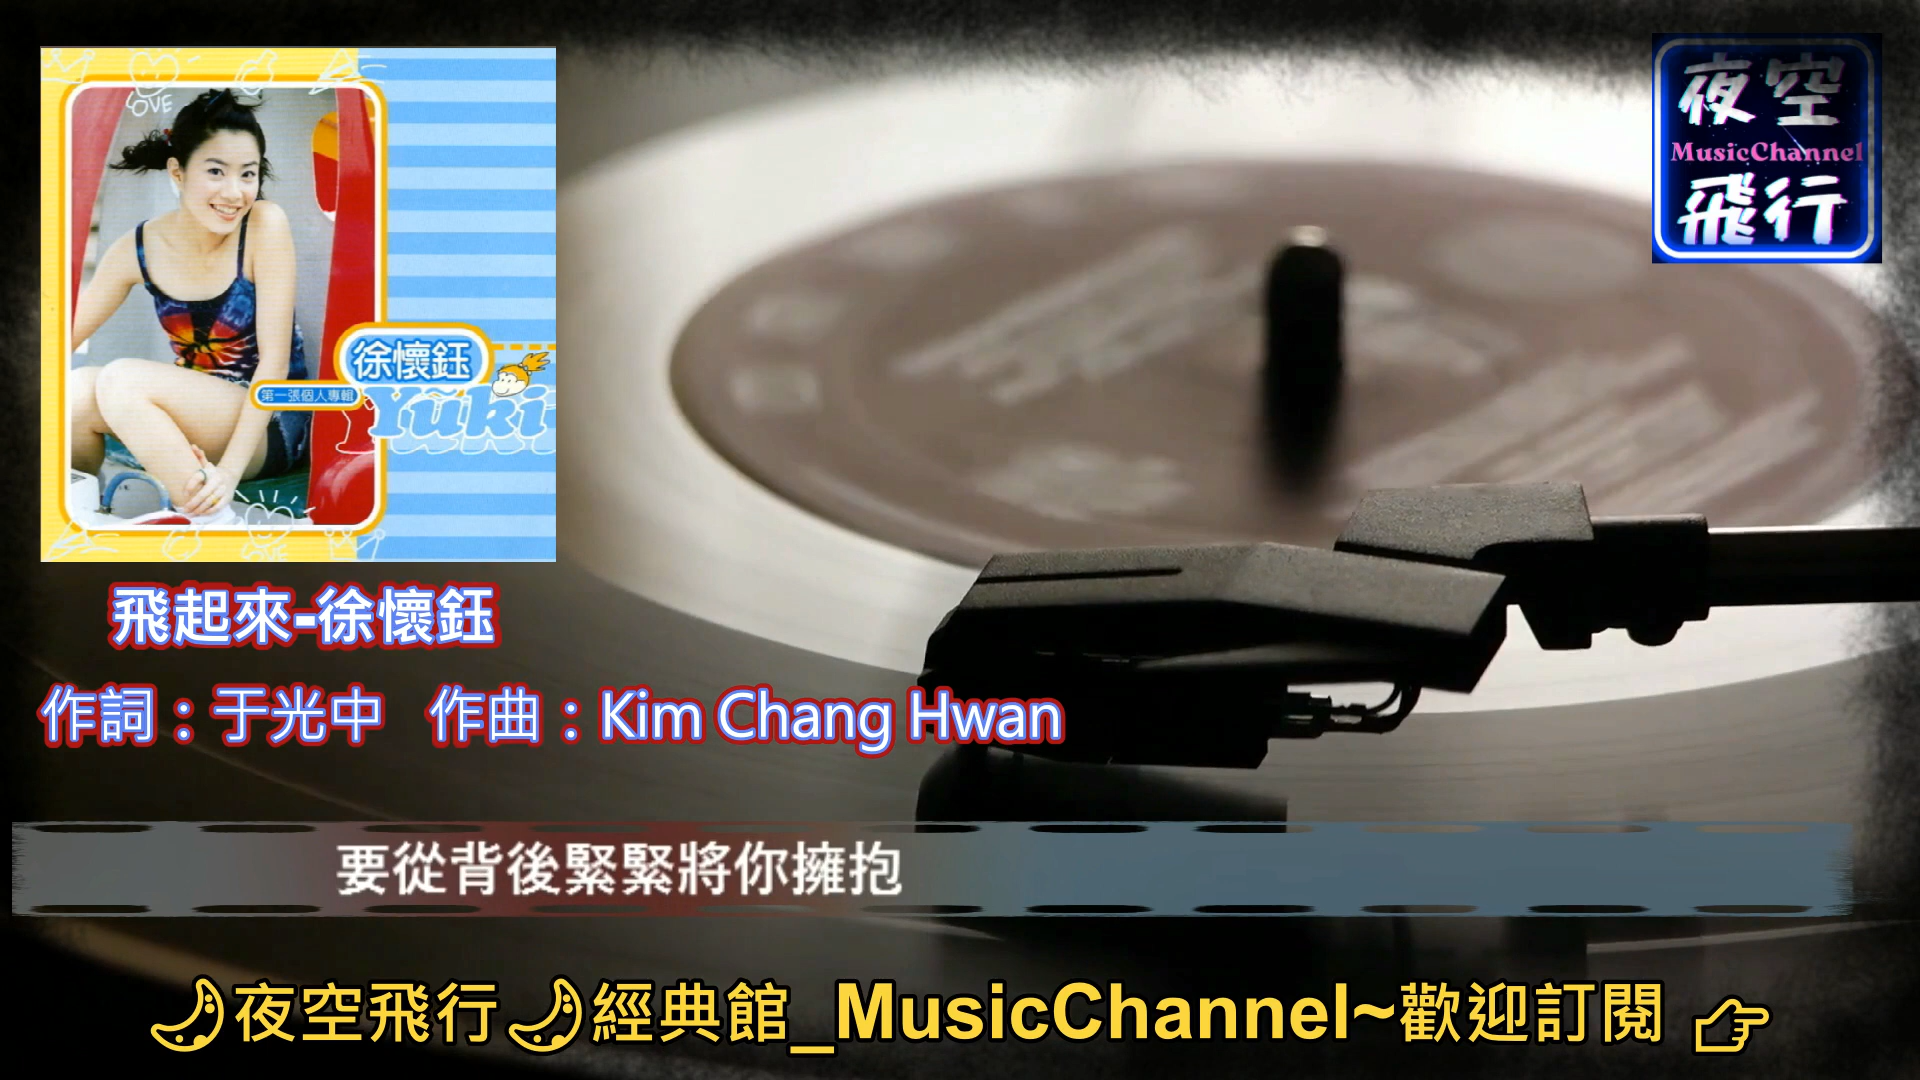 LOVE
徐懷鈺
第一張個人專輯
Yuki
LOVE
夜空
MusicChannel
飛行
飛起來-徐懷鈺
作詞：于光中 作曲：Kim Chang Hwan
要從背後緊緊將你擁抱
🌙夜空飛行🌙經典館_MusicChannel~歡迎訂閱 👉